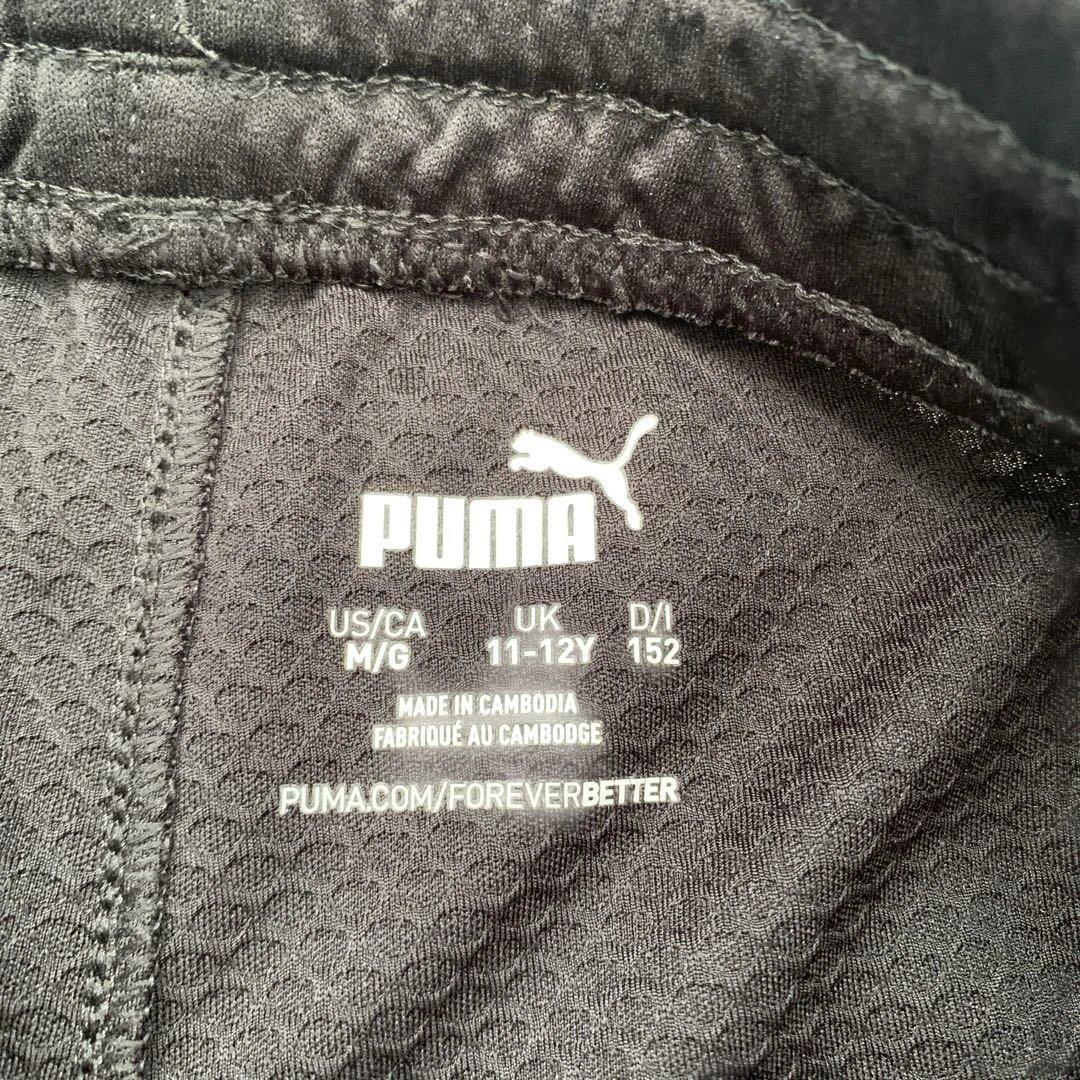 PUMA
US/CA UK D/I
M/G 11-12Y 152
MADE IN CAMBODIA
FABRIQUÉ AU CAMBODGE
PUMA.COM/FOREVERBETTER